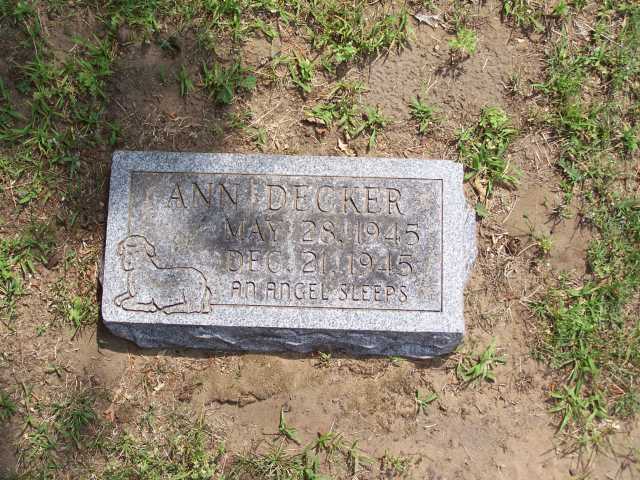 ANN DECKER
MAY 28, 1945
DEC. 21, 1945
AN ANGEL SLEEPS